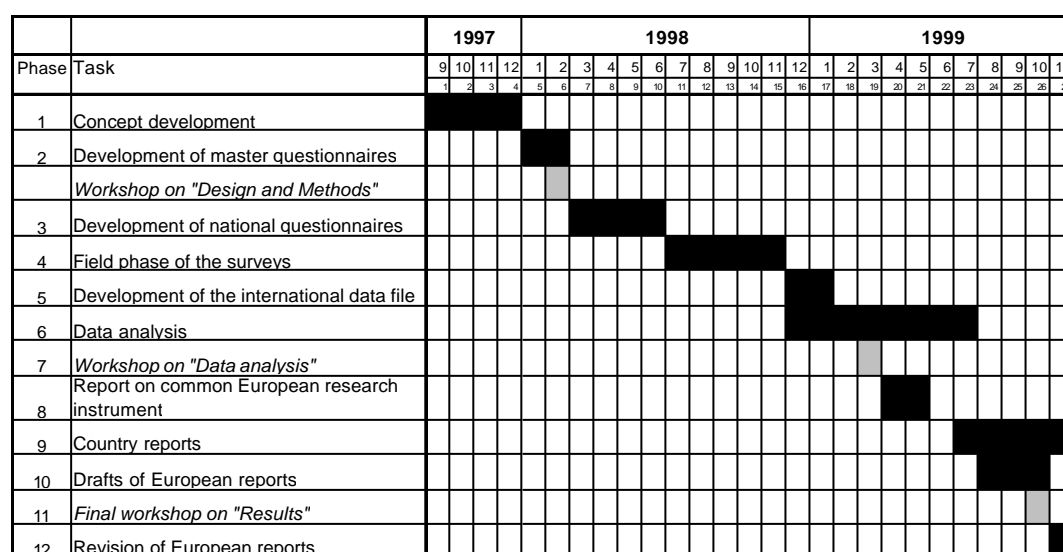 1997 1998 1999
Phase Task 9 10 11 12 1 2 3 4 5 6 7 8 9 10 11 12 1 2 3 4 5 6 7 8 9 10
1 2 3 4 5 6 7 8 9 10 11 12 13 14 15 16 17 18 19 20 21 22 23 24 25 26
1 Concept development
2 Development of master questionnaires
Workshop on "Design and Methods"
3 Development of national questionnaires
4 Field phase of the surveys
5 Development of the international data file
6 Data analysis
7 Workshop on "Data analysis"
Report on common European research
8 instrument
9 Country reports
10 Drafts of European reports
11 Final workshop on "Results"
12 Revision of European reports